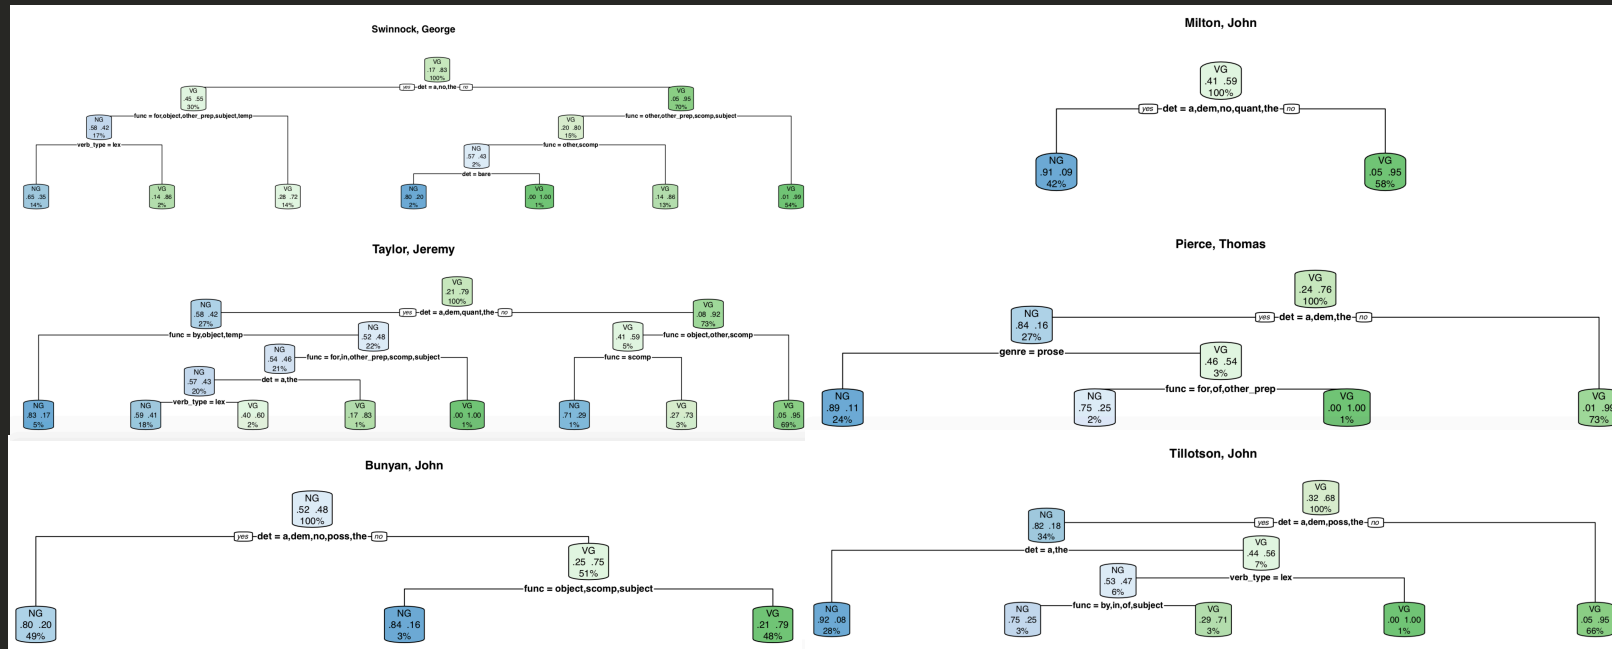 Swinnock, George
VG
.17 .83
100%
yes det = a,no,the no
VG
.45 .55
30%
VG
.05 .95
70%
func = for,object,other_prep,subject,temp
func = other,other_prep,scomp,subject
NG
.58 .42
17%
VG
.20 .80
15%
verb_type = lex
func = other,scomp
NG
.57 .43
2%
det = bare
NG
.65 .35
14%
VG
.14 .86
2%
VG
.28 .72
14%
NG
.80 .20
2%
VG
.00 1.00
1%
VG
.14 .86
13%
VG
.01 .99
54%
Milton, John
VG
.41 .59
100%
yes det = a,dem,no,quant,the no
NG
.91 .09
42%
VG
.05 .95
58%
Taylor, Jeremy
VG
.21 .79
100%
yes det = a,dem,quant,the no
NG
.58 .42
27%
VG
.08 .92
73%
func = by,object,temp
func = object,other,scomp
NG
.52 .48
22%
VG
.41 .59
5%
func = for,in,other_prep,scomp,subject
func = scomp
NG
.54 .46
21%
det = a,the
NG
.57 .43
20%
verb_type = lex
NG
.83 .17
5%
NG
.59 .41
18%
VG
.40 .60
2%
VG
.17 .83
1%
VG
.00 1.00
1%
NG
.71 .29
1%
VG
.27 .73
3%
VG
.05 .95
69%
Pierce, Thomas
VG
.24 .76
100%
yes det = a,dem,the no
NG
.84 .16
27%
genre = prose
VG
.46 .54
3%
func = for,of,other_prep
NG
.89 .11
24%
NG
.75 .25
2%
VG
.00 1.00
1%
VG
.01 .99
73%
Bunyan, John
NG
.52 .48
100%
yes det = a,dem,no,poss,the no
VG
.25 .75
51%
func = object,scomp,subject
NG
.80 .20
49%
NG
.84 .16
3%
VG
.21 .79
48%
Tillotson, John
VG
.32 .68
100%
yes det = a,dem,poss,the no
NG
.82 .18
34%
det = a,the
VG
.44 .56
7%
verb_type = lex
NG
.53 .47
6%
func = by,in,of,subject
NG
.92 .08
28%
NG
.75 .25
3%
VG
.29 .71
3%
VG
.00 1.00
1%
VG
.05 .95
66%